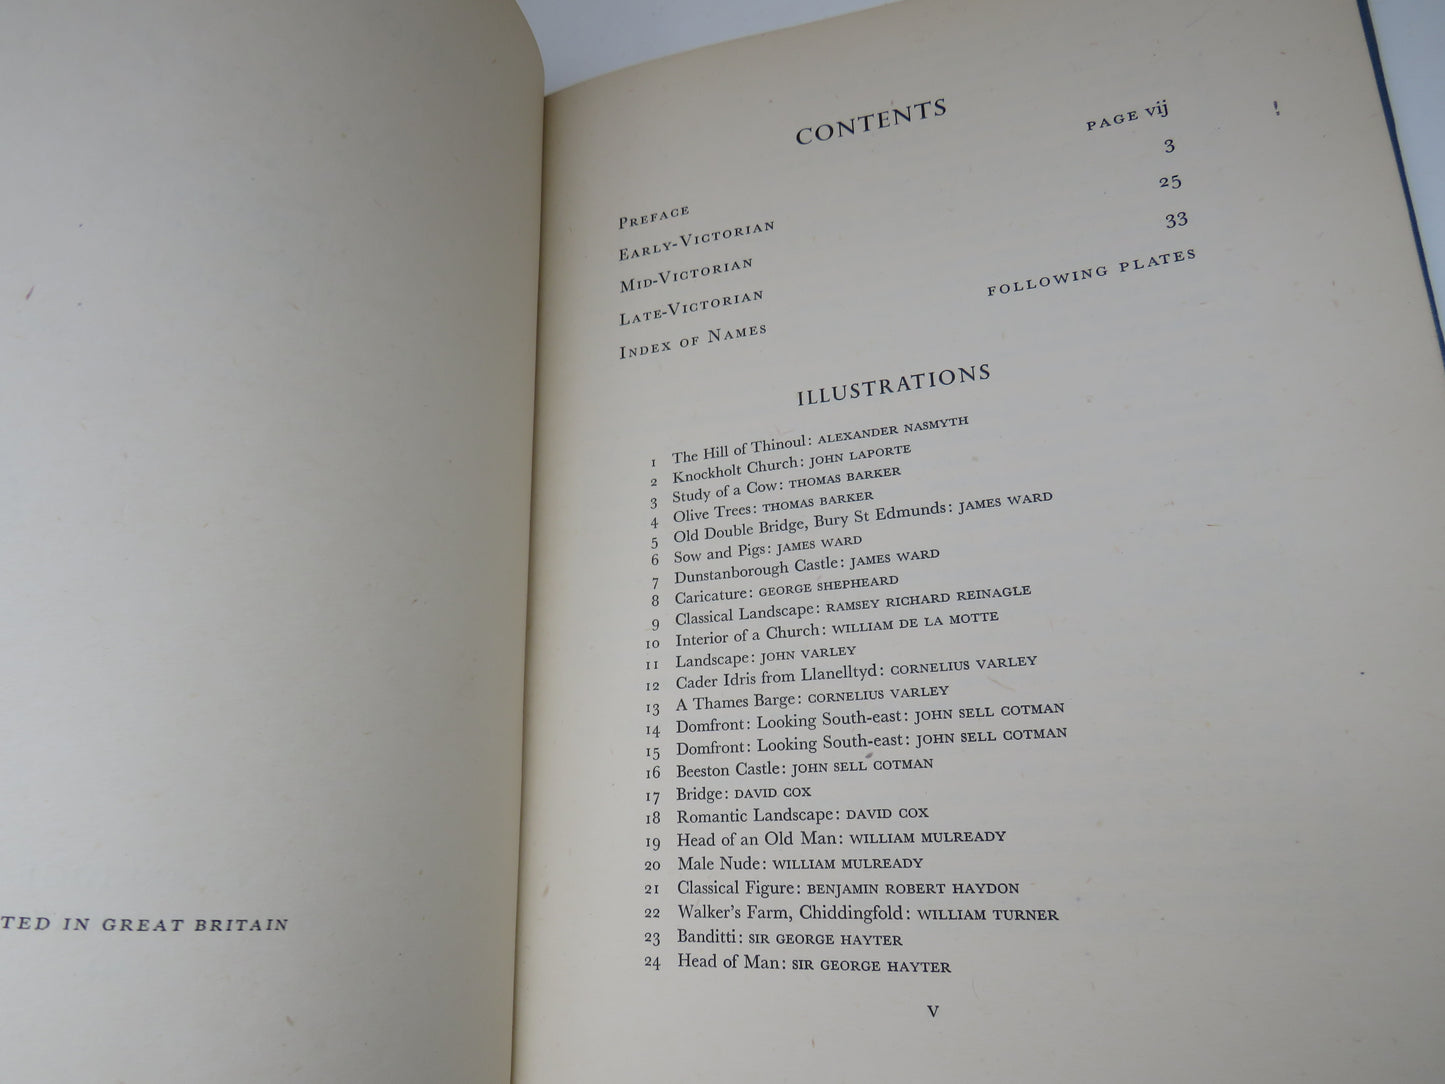 TED IN GREAT BRITAIN
CONTENTS
PREFACE PAGE vij
EARLY-VICTORIAN 3
MID-VICTORIAN 25
LATE-VICTORIAN 33
INDEX OF NAMES FOLLOWING PLATES
ILLUSTRATIONS
1 The Hill of Thinoul: ALEXANDER NASMYTH
2 Knockholt Church: JOHN LAPORTE
3 Study of a Cow: THOMAS BARKER
4 Olive Trees: THOMAS BARKER
5 Old Double Bridge, Bury St Edmunds: JAMES WARD
6 Sow and Pigs: JAMES WARD
7 Dunstanborough Castle: JAMES WARD
8 Caricature: GEORGE SHEPHEARD
9 Classical Landscape: RAMSEY RICHARD REINAGLE
10 Interior of a Church: WILLIAM DE LA MOTTE
11 Landscape: JOHN VARLEY
12 Cader Idris from Llanelltyd: CORNELIUS VARLEY
13 A Thames Barge: CORNELIUS VARLEY
14 Domfront: Looking South-east: JOHN SELL COTMAN
15 Domfront: Looking South-east: JOHN SELL COTMAN
16 Beeston Castle: JOHN SELL COTMAN
17 Bridge: DAVID COX
18 Romantic Landscape: DAVID COX
19 Head of an Old Man: WILLIAM MULREADY
20 Male Nude: WILLIAM MULREADY
21 Classical Figure: BENJAMIN ROBERT HAYDON
22 Walker's Farm, Chiddingfold: WILLIAM TURNER
23 Banditti: SIR GEORGE HAYTER
24 Head of Man: SIR GEORGE HAYTER
V